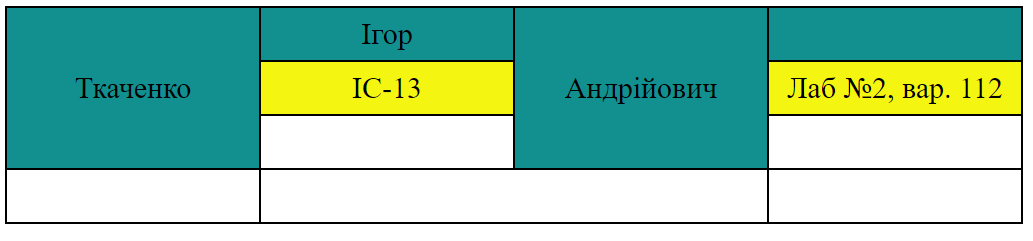 Ткаченко
Ігор
ІС-13
Андрійович
Лаб №2, вар. 112